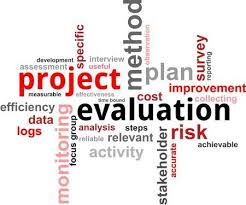 specific
method
observation
survey
reporting
development
interview
assessment
useful
plan
project
improvement
measurable
effectiveness
time bound
cost
collecting
efficiency
evaluation
data
logs
analysis
steps
risk
monitoring
focus group
reliable
relevant
activity
stakeholder
accurate
achievable